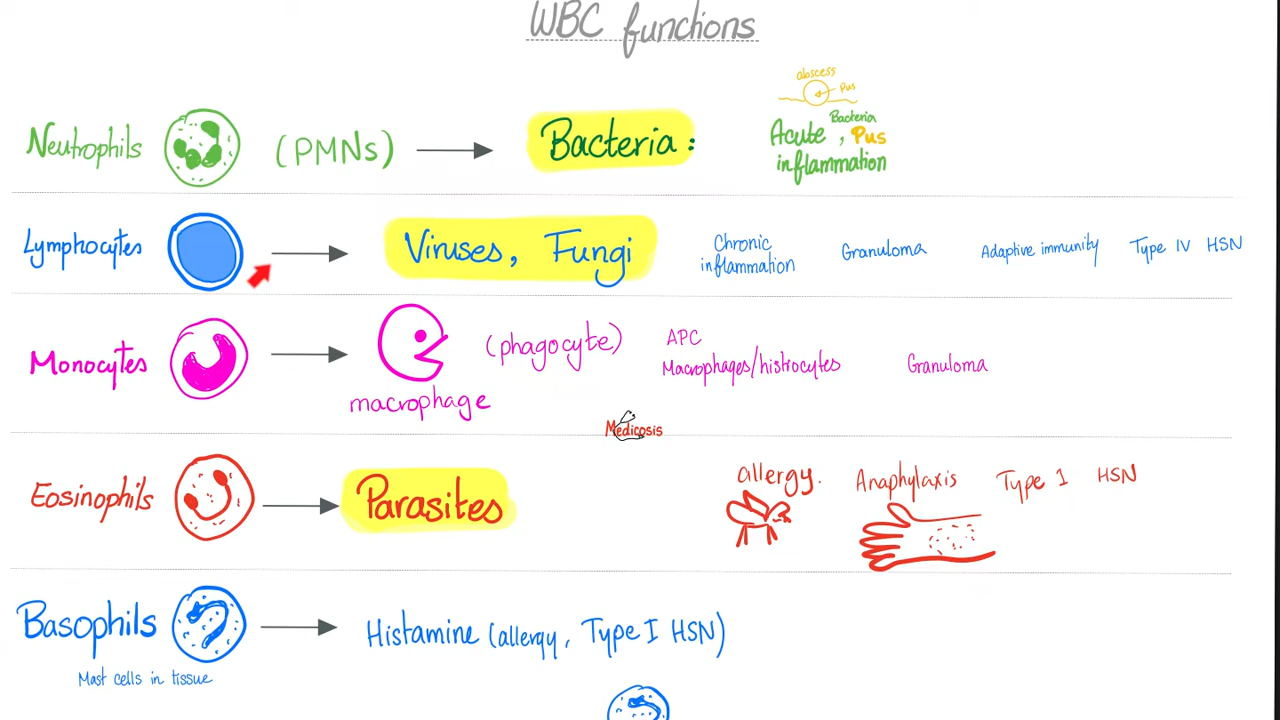 WBC functions
abscess
Pus
Neutrophils (PMNs) Bacteria:
Bacteria
Acute, Pus
inflammation
Lymphocytes Viruses, Fungi
Chronic
inflammation
Granuloma
Adaptive immunity
Type IV HSN
Monocytes
(phagocyte)
macrophage
APC
Macrophages/histiocytes
Granuloma
Medicosis
Eosinophils Parasites
allergy.
Anaphylaxis
Type I HSN
Basophils
Histamine (allergy, Type I HSN)
Mast cells in tissue